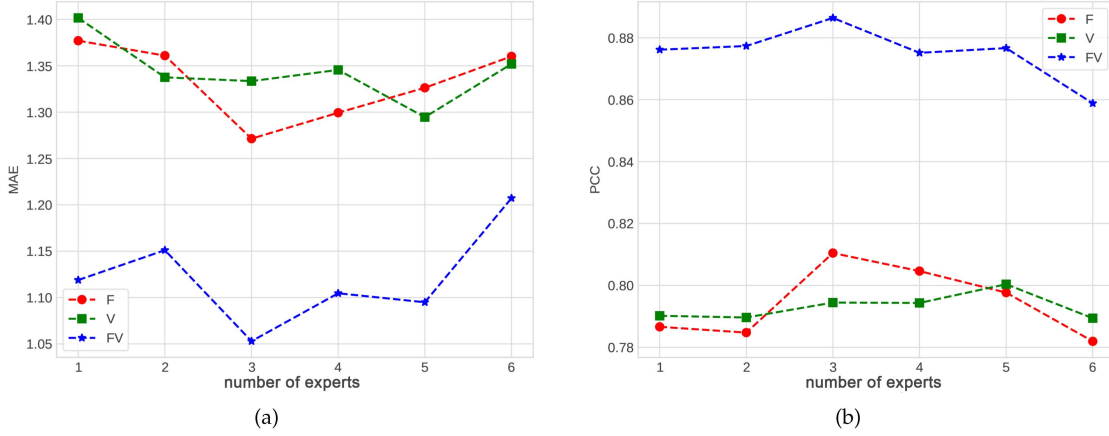 1.40
1.35
1.30
1.25
1.20
1.15
1.10
1.05
MAE
F
V
FV
1 2 3 4 5 6
number of experts
(a)
0.88
0.86
0.84
0.82
0.80
0.78
PCC
F
V
FV
1 2 3 4 5 6
number of experts
(b)